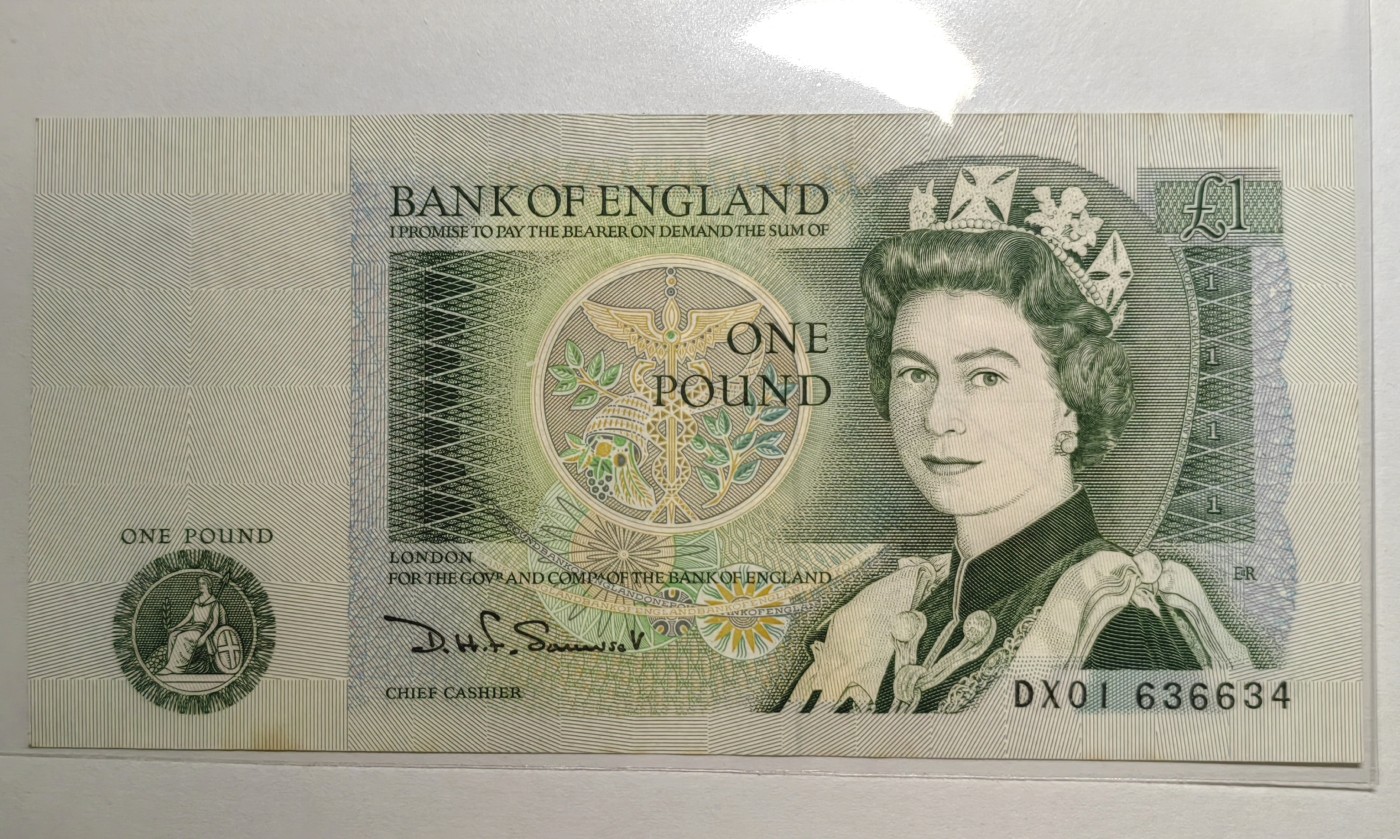 BANK OF ENGLAND
I PROMISE TO PAY THE BEARER ON DEMAND THE SUM OF
£1
ONE
POUND
1
1
1
1
1
ONE POUND
LONDON
FOR THE GOVR AND COMPA OF THE BANK OF ENGLAND
ER
CHIEF CASHIER
DX01 636634